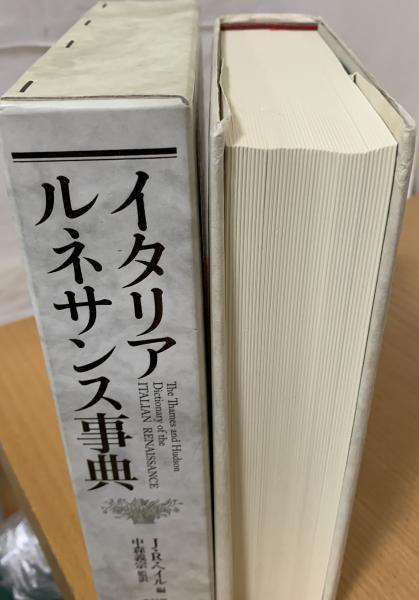 イタリア
ルネサンス事典
The Thames and Hudson
Dictionary of the
ITALIAN RENAISSANCE
J・R・ヘイル 編
中森義宗 監訳